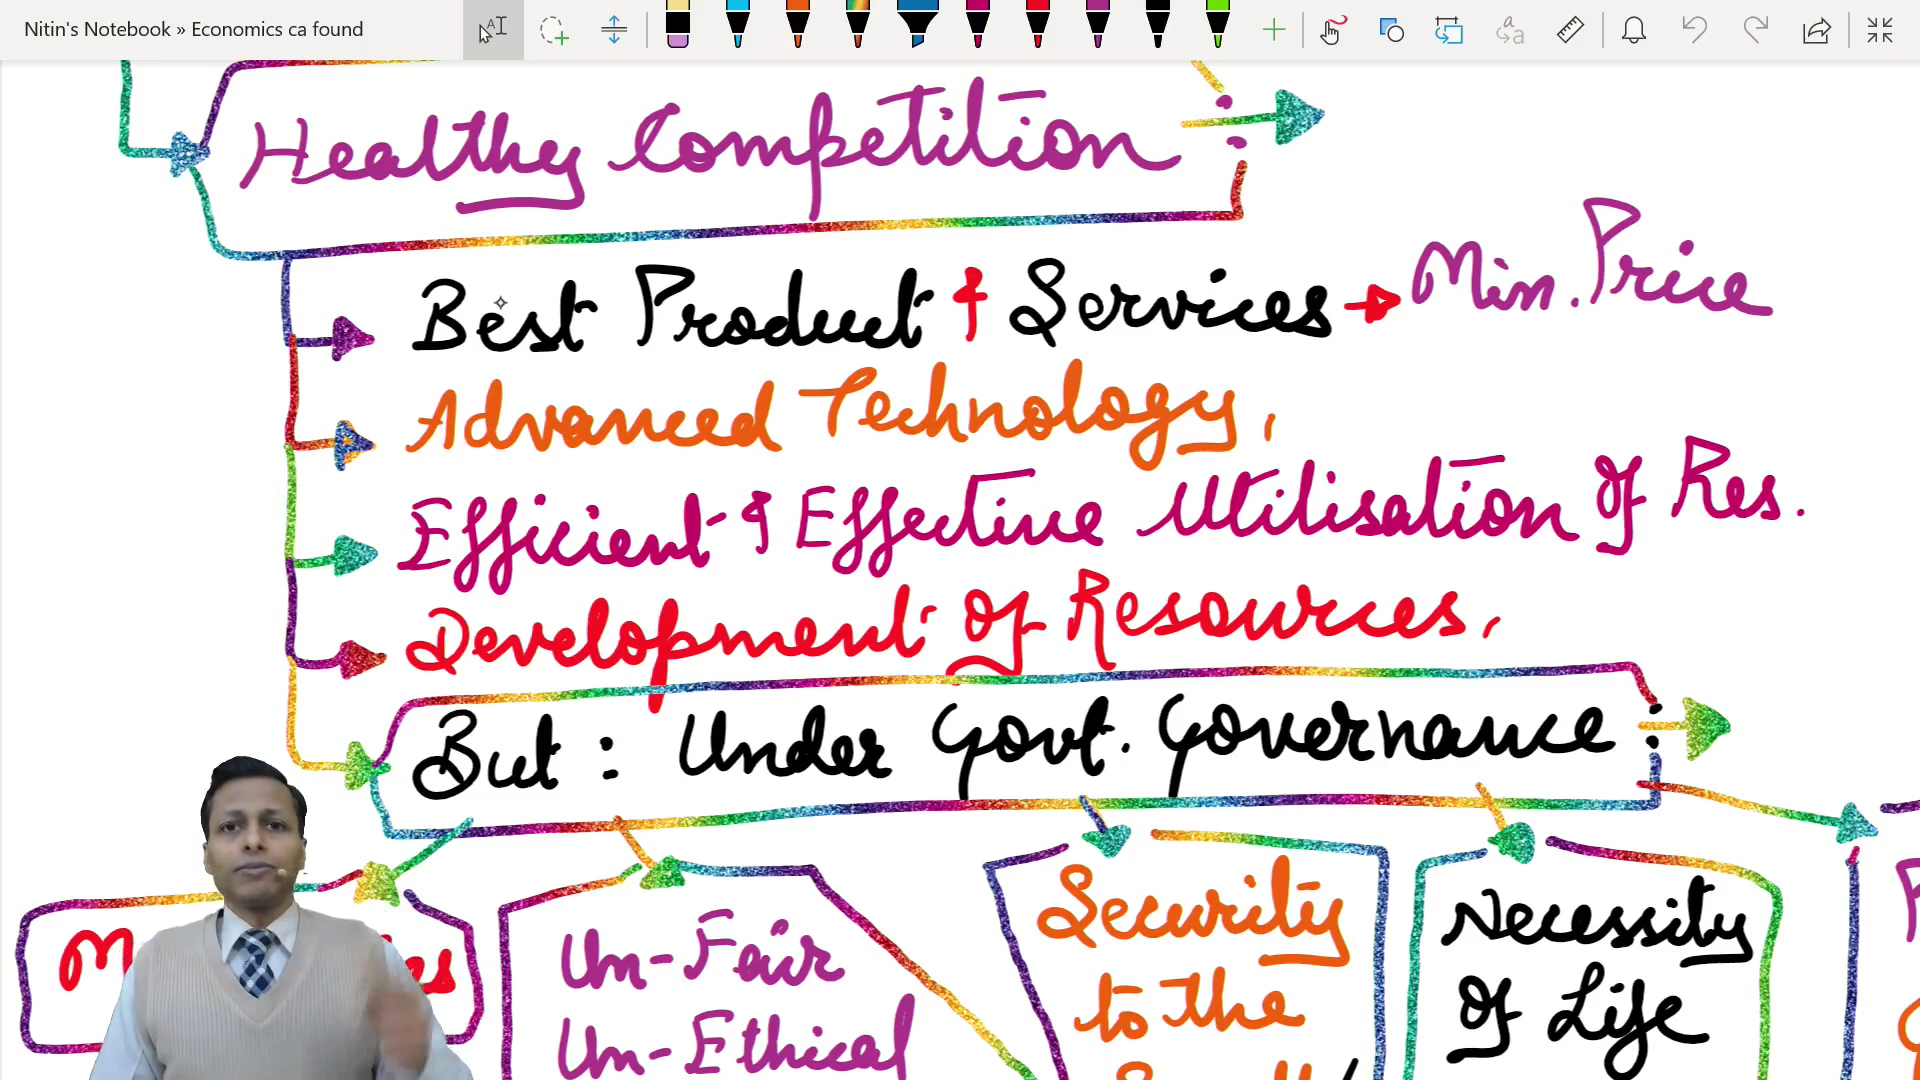 Nitin's Notebook » Economics ca found
Healthy Competition :
Best Product & Services Min. Price
Advanced Technology,
Efficient & Effective Utilisation Of Res.
Development Of Resources,
But : Under Govt. Governance :
Un-Fair
Un-Ethical
Security
to the
Necessity
Of Life